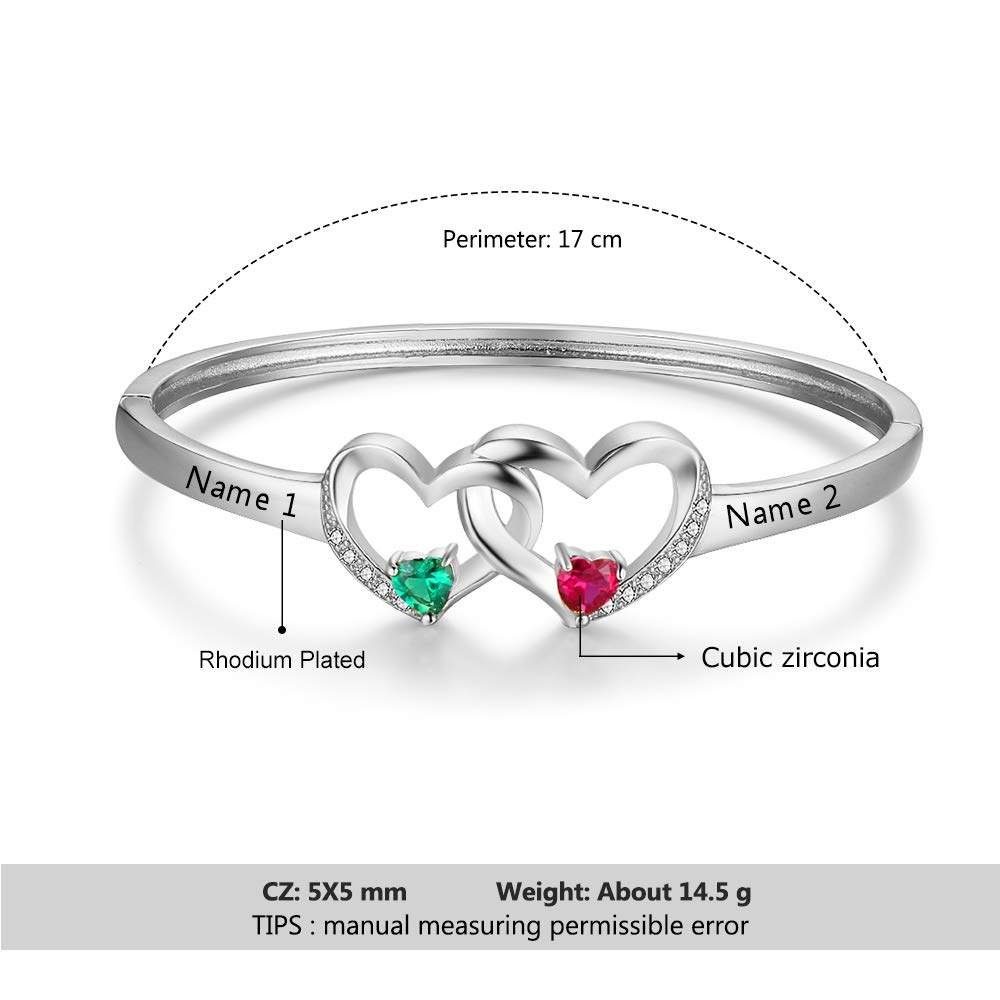 Perimeter: 17 cm
Name 1
Name 2
Rhodium Plated
Cubic zirconia
CZ: 5X5 mm Weight: About 14.5 g
TIPS : manual measuring permissible error